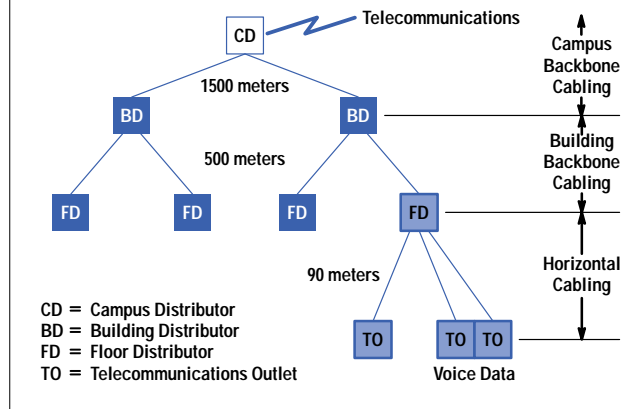 Telecommunications
CD
Campus
Backbone
Cabling
1500 meters
BD
BD
Building
Backbone
Cabling
500 meters
FD
FD
FD
FD
Horizontal
Cabling
90 meters
CD = Campus Distributor
BD = Building Distributor
FD = Floor Distributor
TO = Telecommunications Outlet
TO
TO
TO
Voice Data